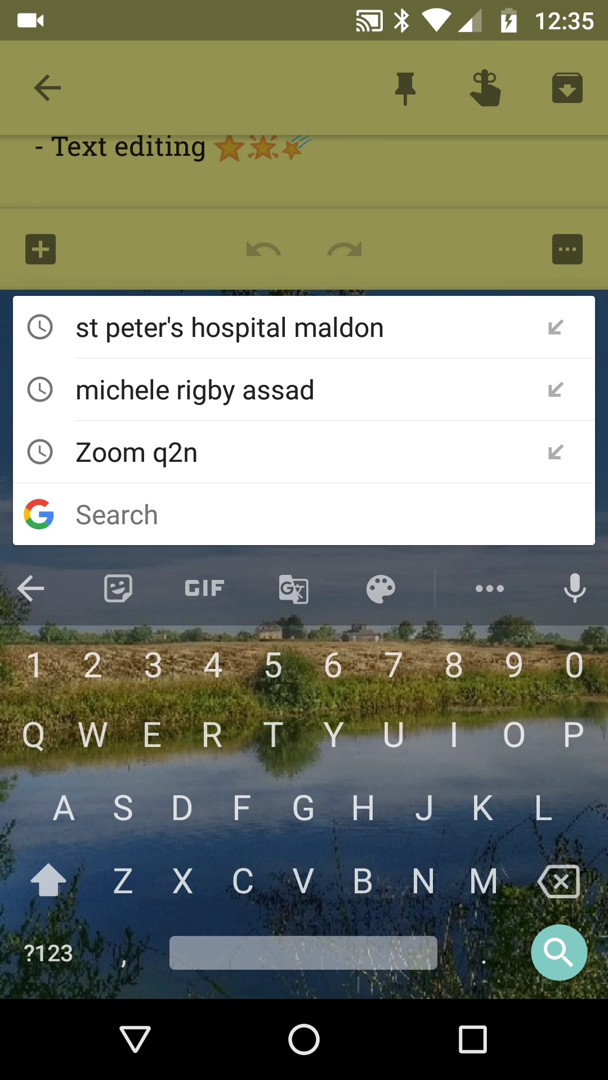 12:35
- Text editing ⭐🌟🌠
st peter's hospital maldon
michele rigby assad
Zoom q2n
Search
GIF
1 2 3 4 5 6 7 8 9 0
Q W E R T Y U I O P
A S D F G H J K L
Z X C V B N M
?123 , .